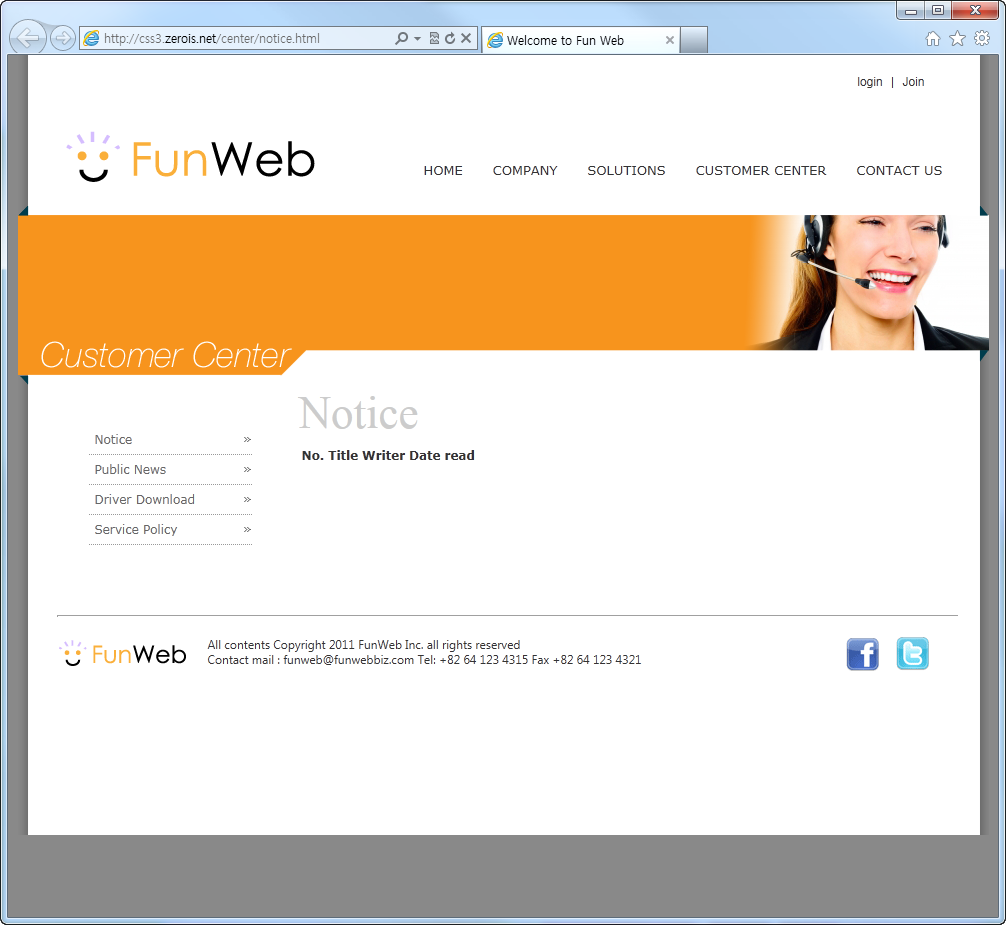 http://css3.zerois.net/center/notice.html
Welcome to Fun Web
login | Join
FunWeb
HOME COMPANY SOLUTIONS CUSTOMER CENTER CONTACT US
Customer Center
Notice
Notice »
Public News »
Driver Download »
Service Policy »
No. Title Writer Date read
FunWeb
All contents Copyright 2011 FunWeb Inc. all rights reserved
Contact mail : funweb@funwebbiz.com Tel: +82 64 123 4315 Fax +82 64 123 4321